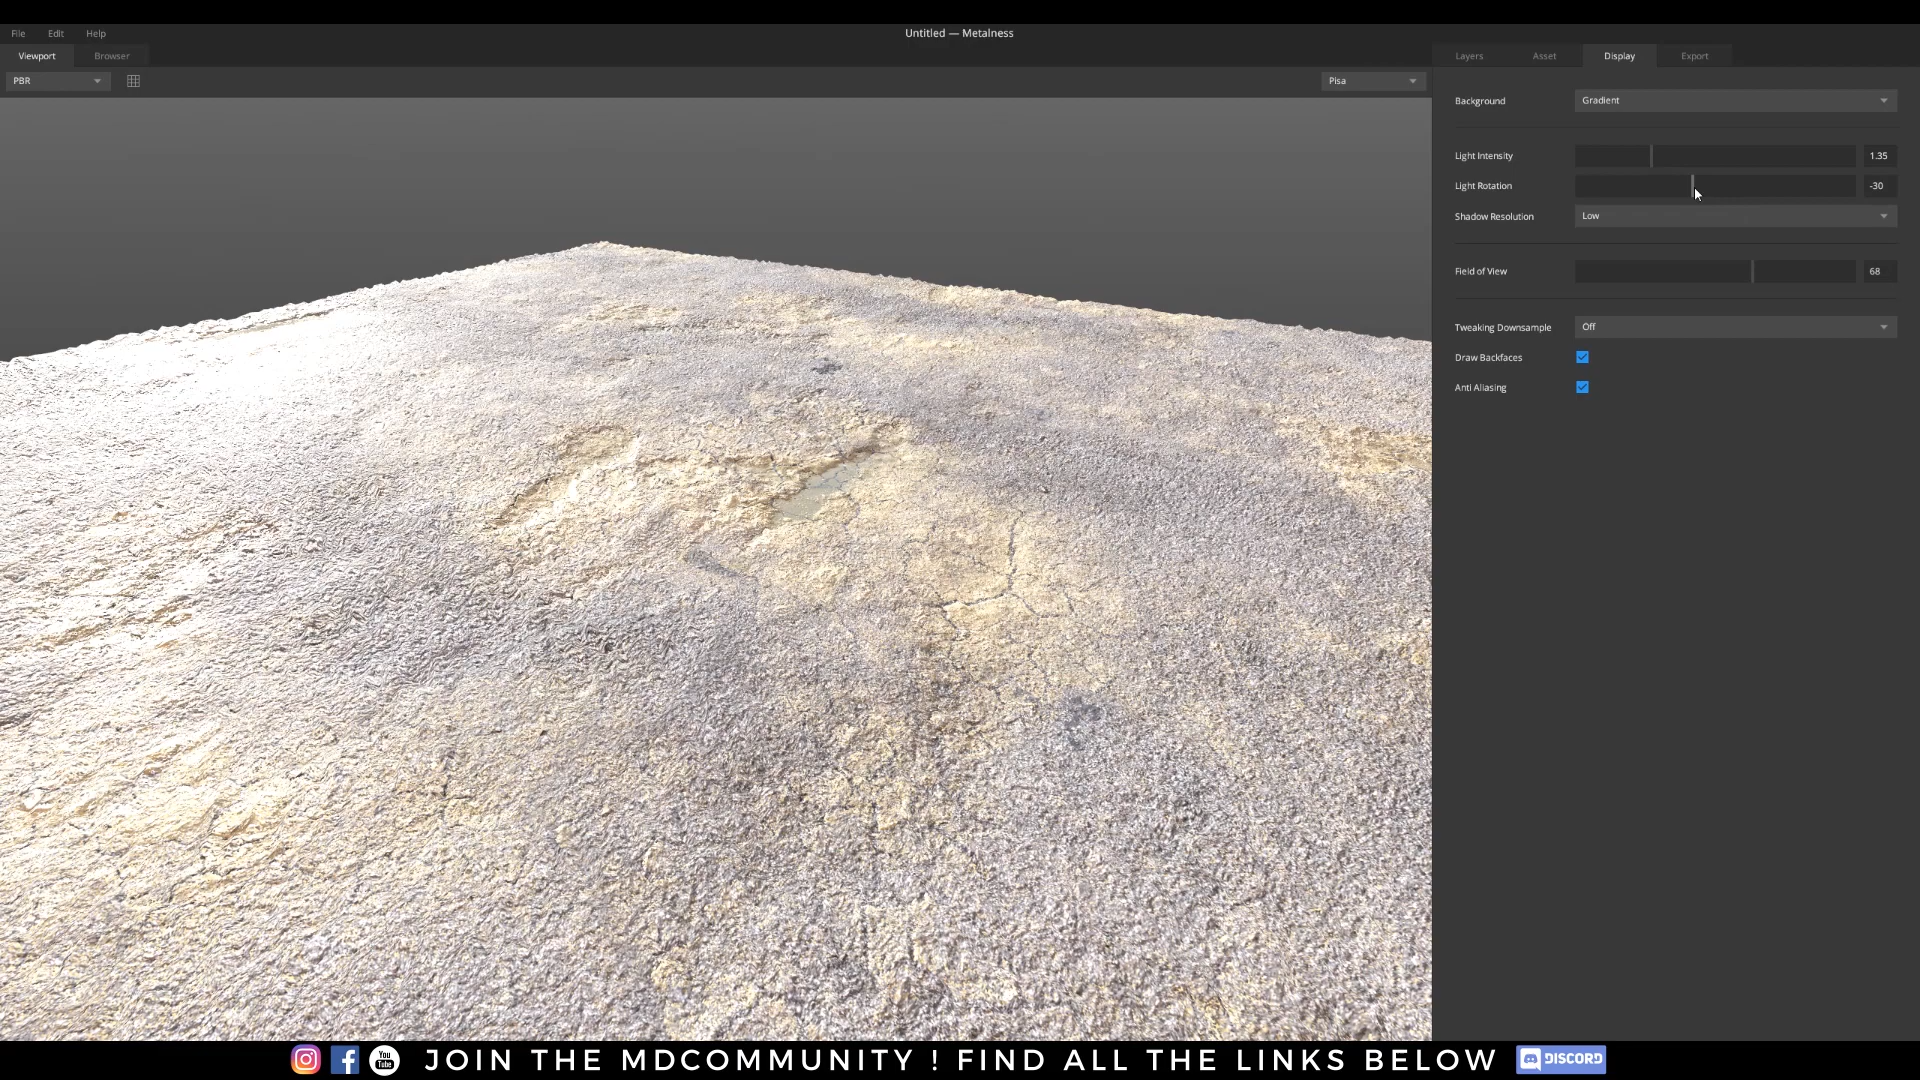 File Edit Help
Untitled — Metalness
Viewport Browser
Layers Asset Display Export
PBR
Pisa
Background Gradient
Light Intensity 1.35
Light Rotation -30
Shadow Resolution Low
Field of View 68
Tweaking Downsample Off
Draw Backfaces
Anti Aliasing
You Tube
JOIN THE MDCOMMUNITY ! FIND ALL THE LINKS BELOW
DISCORD